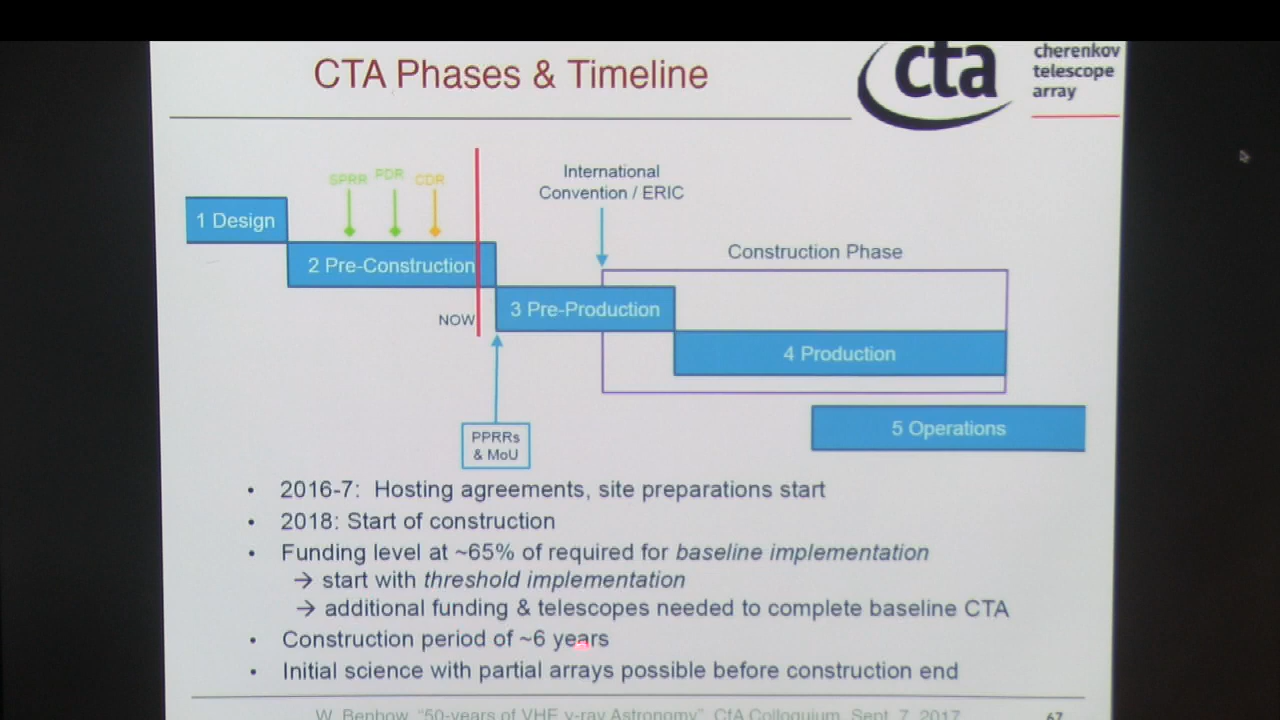 CTA Phases & Timeline
cta
cherenkov
telescope
array
SPRR PDR CDR
International
Convention / ERIC
1 Design
Construction Phase
2 Pre-Construction
3 Pre-Production
NOW
4 Production
PPRRs
& MoU
5 Operations
• 2016-7: Hosting agreements, site preparations start
• 2018: Start of construction
• Funding level at ~65% of required for baseline implementation
→ start with threshold implementation
→ additional funding & telescopes needed to complete baseline CTA
• Construction period of ~6 years
• Initial science with partial arrays possible before construction end
W. Benbow, "50-years of VHE γ-ray Astronomy", CfA Colloquium, Sept. 7, 2017
67